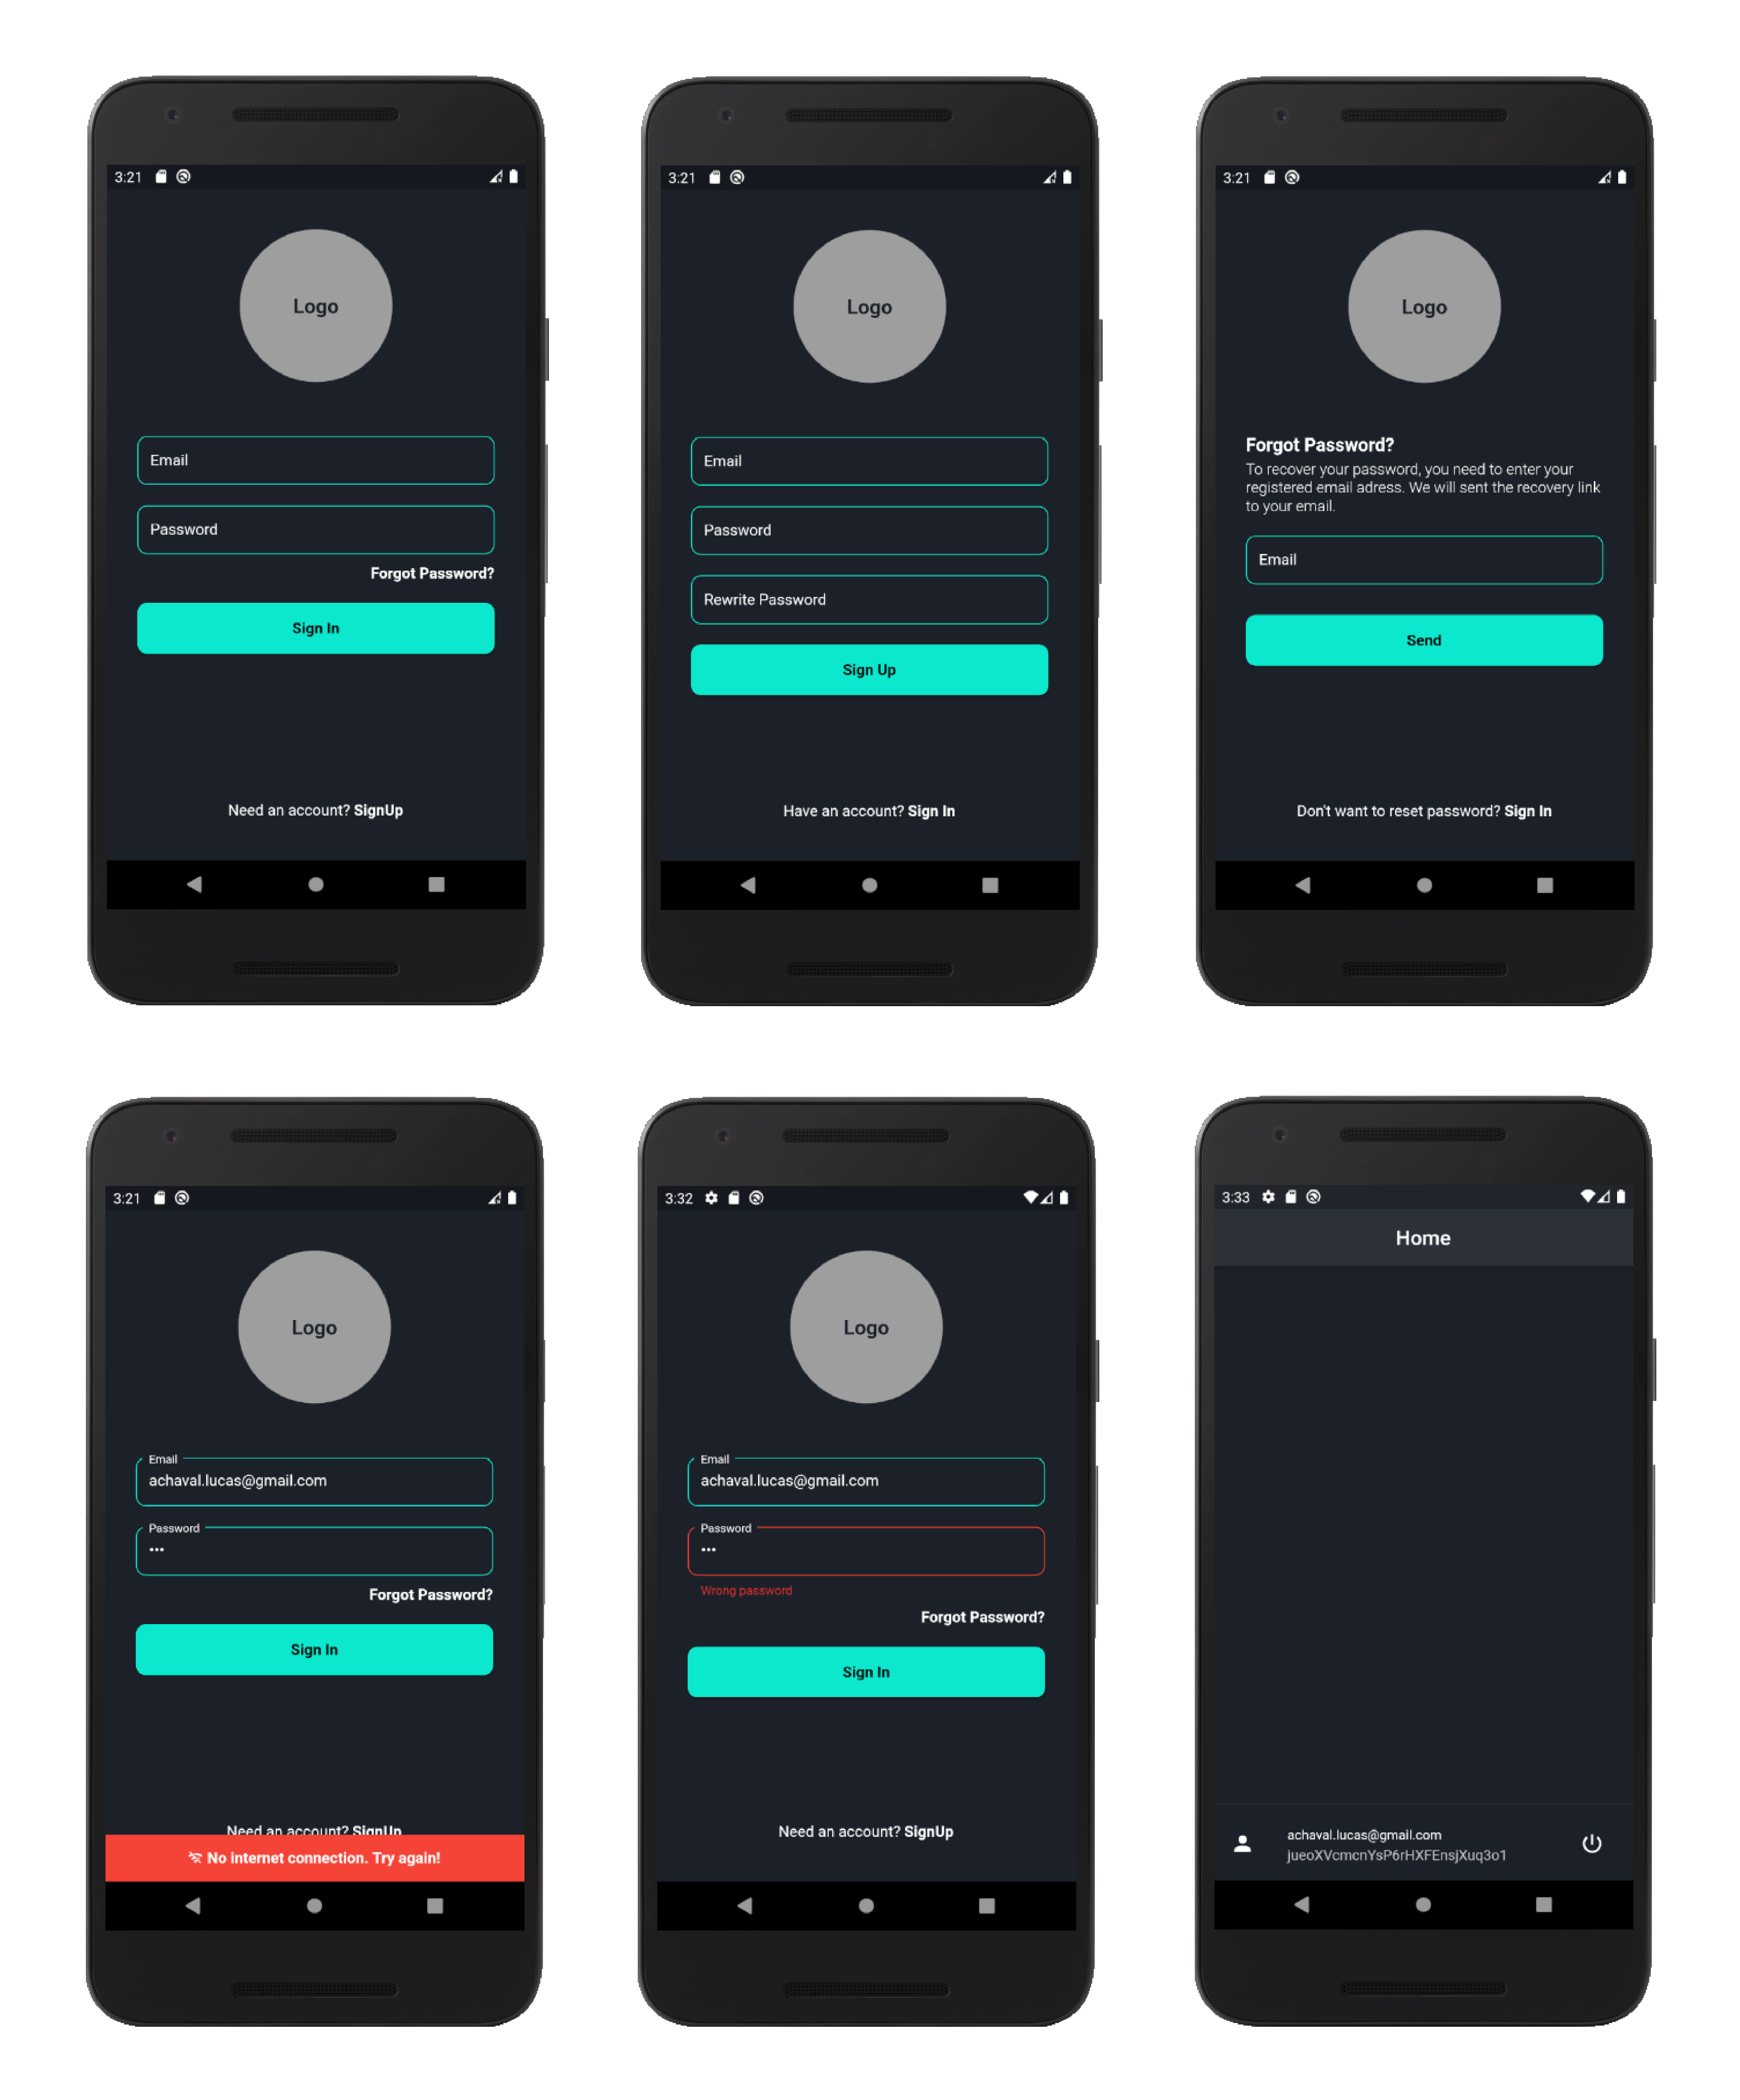 3:21
Logo
Email
Password
Forgot Password?
Sign In
Need an account? SignUp
3:21
Logo
Email
Password
Rewrite Password
Sign Up
Have an account? Sign In
3:21
Logo
Forgot Password?
To recover your password, you need to enter your
registered email adress. We will sent the recovery link
to your email.
Email
Send
Don't want to reset password? Sign In
3:21
Logo
Email
achaval.lucas@gmail.com
Password
•••
Forgot Password?
Sign In
Need an account? SignUp
No internet connection. Try again!
3:32
Logo
Email
achaval.lucas@gmail.com
Password
•••
Wrong password
Forgot Password?
Sign In
Need an account? SignUp
3:33
Home
achaval.lucas@gmail.com
jueoXVcmcnYsP6rHXFEnsjXuq3o1